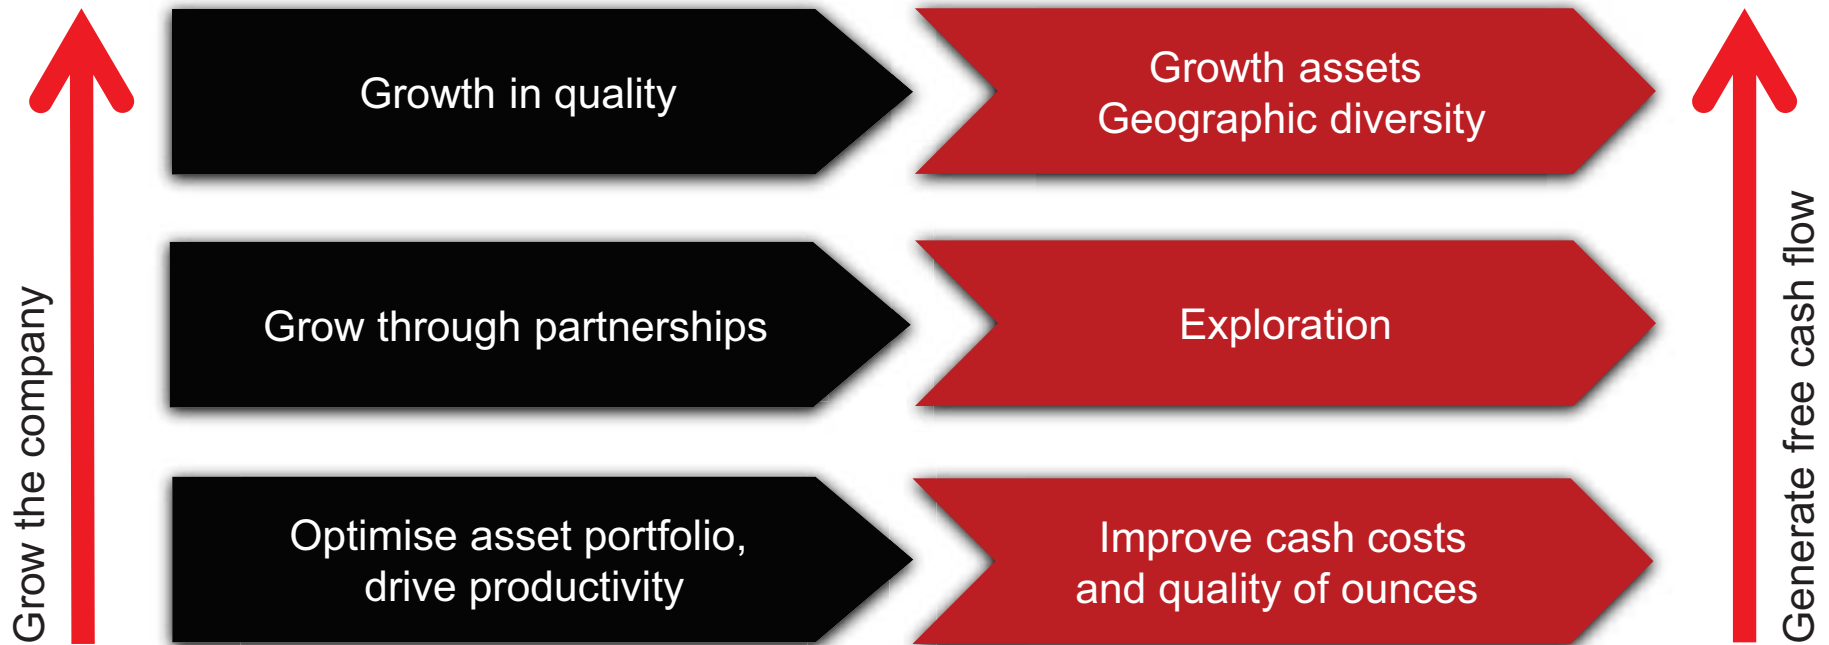 Growth in quality
Growth assets
Geographic diversity
Grow through partnerships
Exploration
Optimise asset portfolio,
drive productivity
Improve cash costs
and quality of ounces
Grow the company
Generate free cash flow